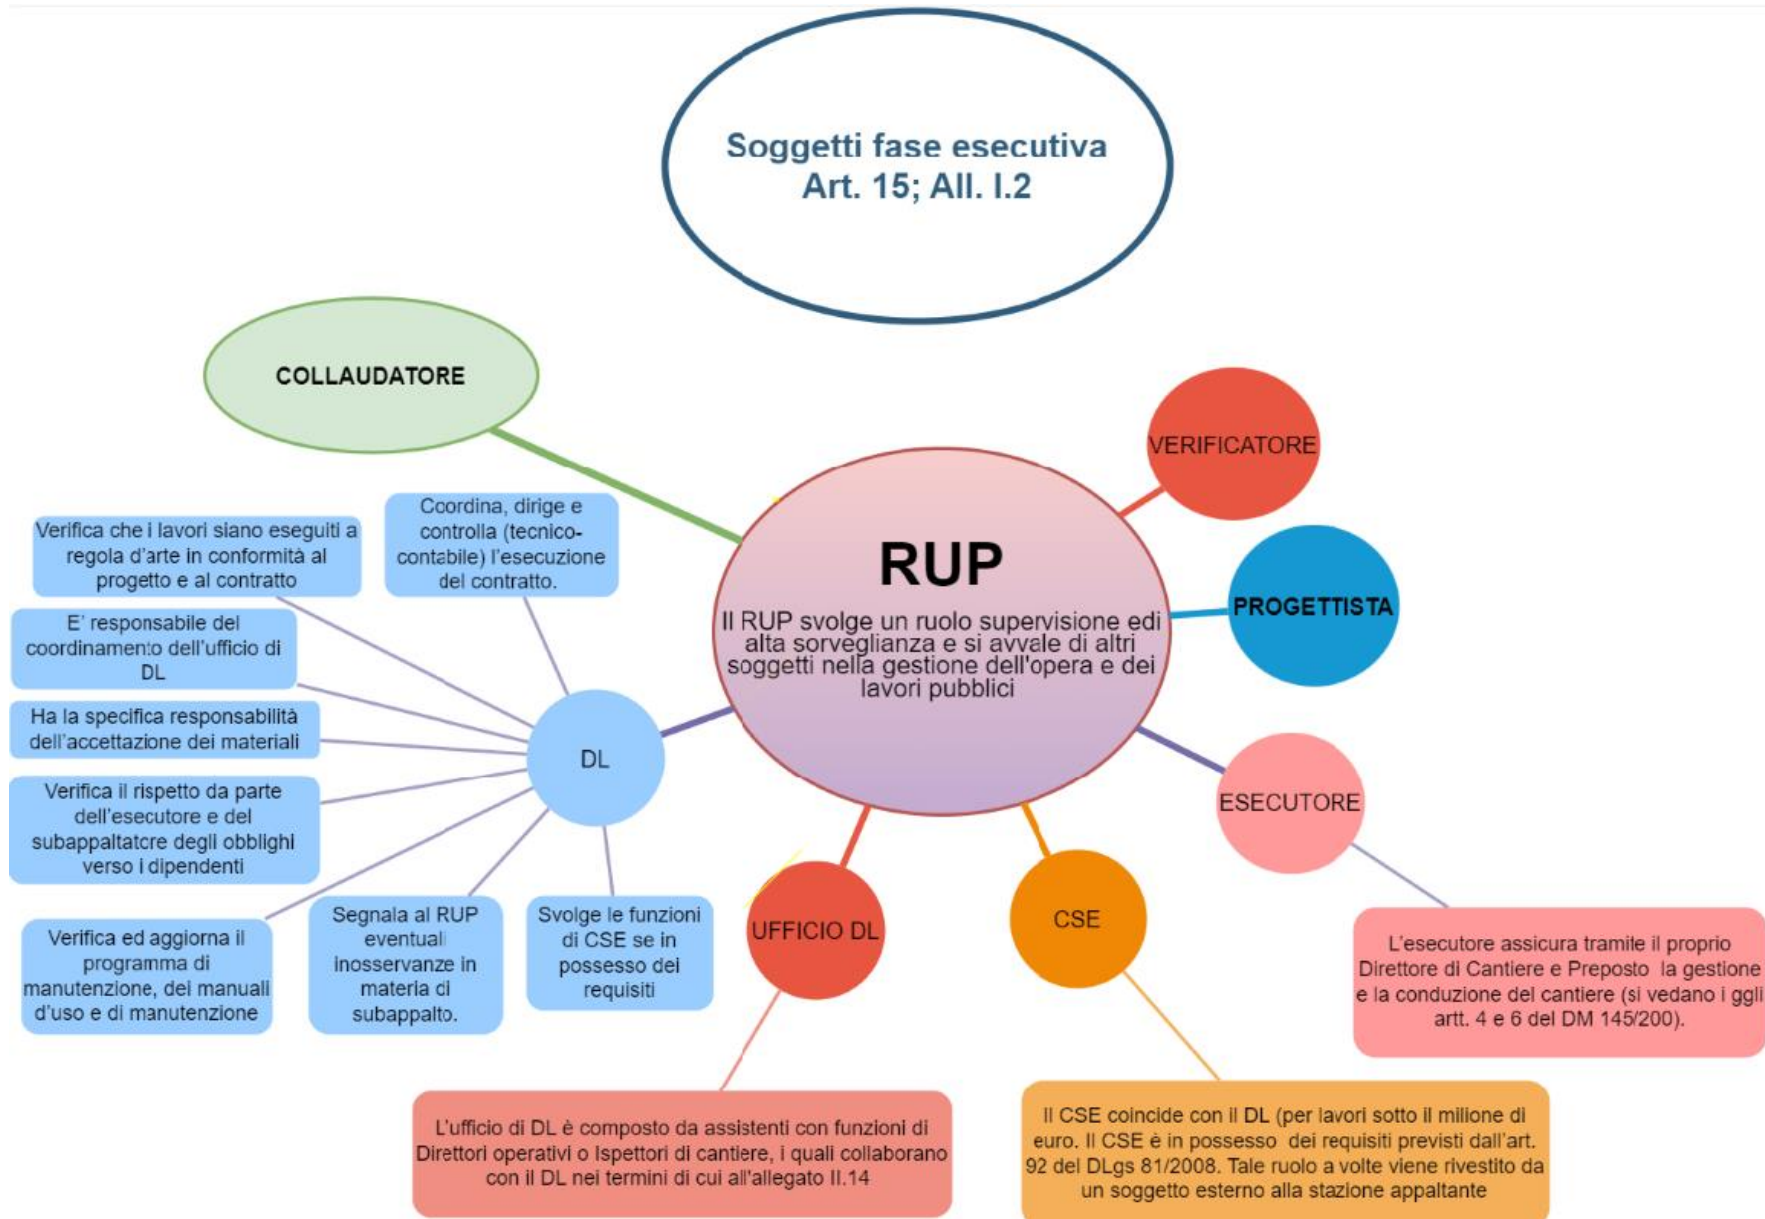 Soggetti fase esecutiva
Art. 15; All. I.2
COLLAUDATORE
VERIFICATORE
Verifica che i lavori siano eseguiti a
regola d'arte in conformità al
progetto e al contratto
Coordina, dirige e
controlla (tecnico-
contabile) l'esecuzione
del contratto.
RUP
Il RUP svolge un ruolo supervisione edi
alta sorveglianza e si avvale di altri
soggetti nella gestione dell'opera e dei
lavori pubblici
PROGETTISTA
E' responsabile del
coordinamento dell'ufficio di
DL
Ha la specifica responsabilità
dell'accettazione dei materiali
DL
Verifica il rispetto da parte
dell'esecutore e del
subappaltatore degli obblighi
verso i dipendenti
ESECUTORE
Verifica ed aggiorna il
programma di
manutenzione, dei manuali
d'uso e di manutenzione
Segnala al RUP
eventuali
inosservanze in
materia di
subappalto.
Svolge le funzioni
di CSE se in
possesso dei
requisiti
UFFICIO DL
CSE
L'esecutore assicura tramite il proprio
Direttore di Cantiere e Preposto la gestione
e la conduzione del cantiere (si vedano i ggli
artt. 4 e 6 del DM 145/200).
L'ufficio di DL è composto da assistenti con funzioni di
Direttori operativi o Ispettori di cantiere, i quali collaborano
con il DL nei termini di cui all'allegato II.14
Il CSE coincide con il DL (per lavori sotto il milione di
euro. Il CSE è in possesso dei requisiti previsti dall'art.
92 del DLgs 81/2008. Tale ruolo a volte viene rivestito da
un soggetto esterno alla stazione appaltante